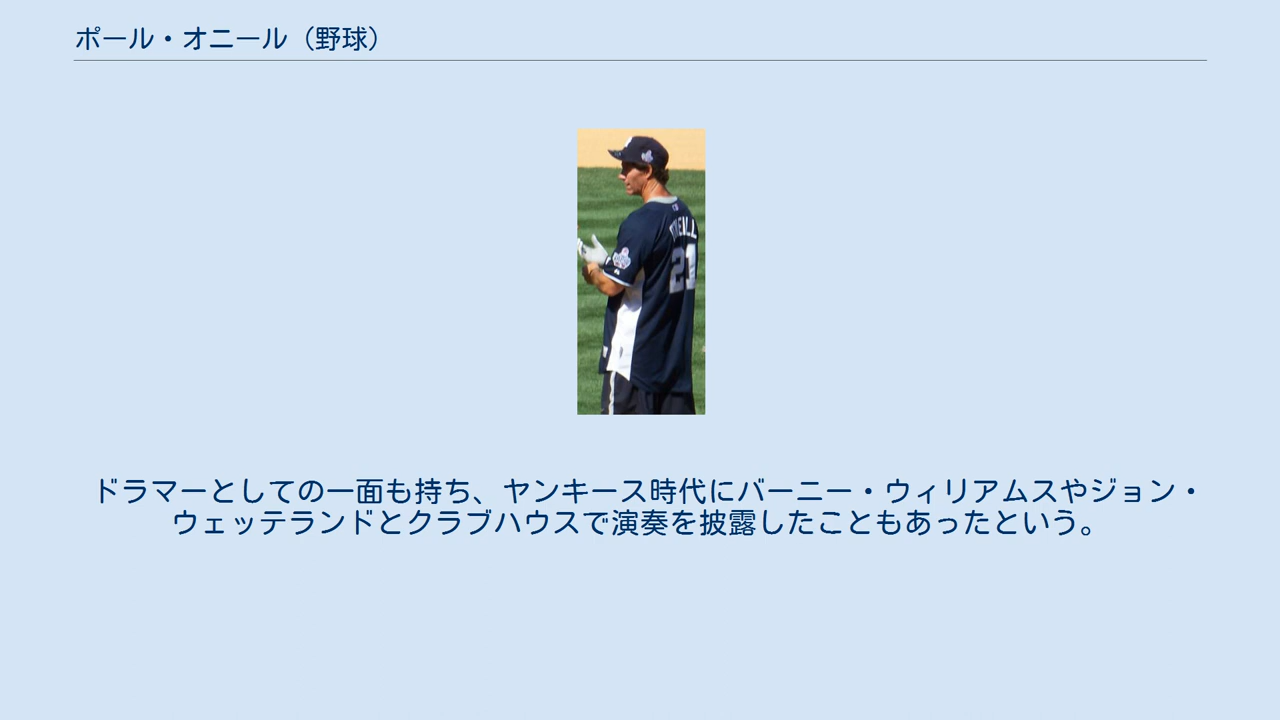 ポール・オニール（野球）
O'NEILL
21
ドラマーとしての一面も持ち、ヤンキース時代にバーニー・ウィリアムスやジョン・
ウェッテランドとクラブハウスで演奏を披露したこともあったという。